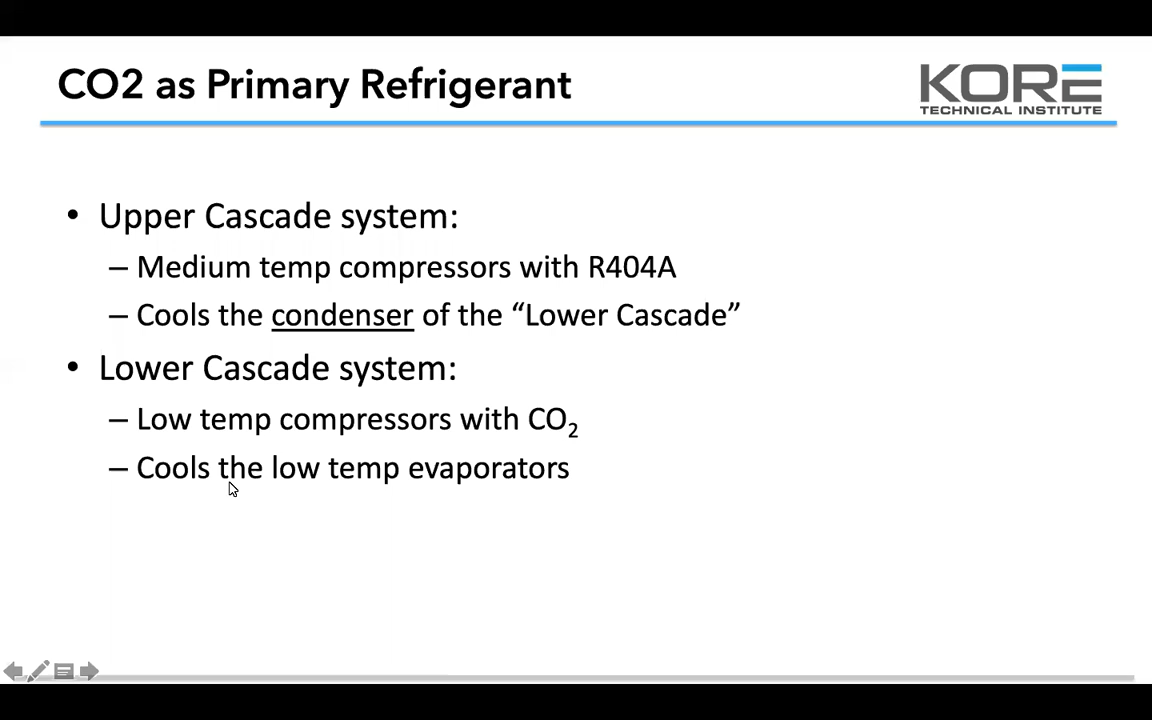 CO2 as Primary Refrigerant
KORE
TECHNICAL INSTITUTE
• Upper Cascade system:
– Medium temp compressors with R404A
– Cools the condenser of the “Lower Cascade”
• Lower Cascade system:
– Low temp compressors with CO₂
– Cools the low temp evaporators